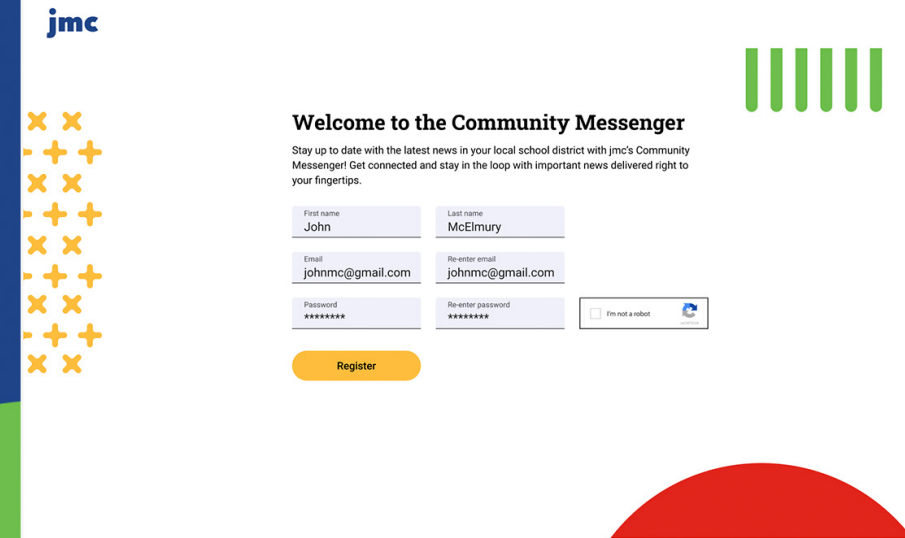 jmc
Welcome to the Community Messenger
Stay up to date with the latest news in your local school district with jmc's Community
Messenger! Get connected and stay in the loop with important news delivered right to
your fingertips.
First name
John
Last name
McElmury
Email
johnmc@gmail.com
Re-enter email
johnmc@gmail.com
Password
********
Re-enter password
********
I'm not a robot
Register